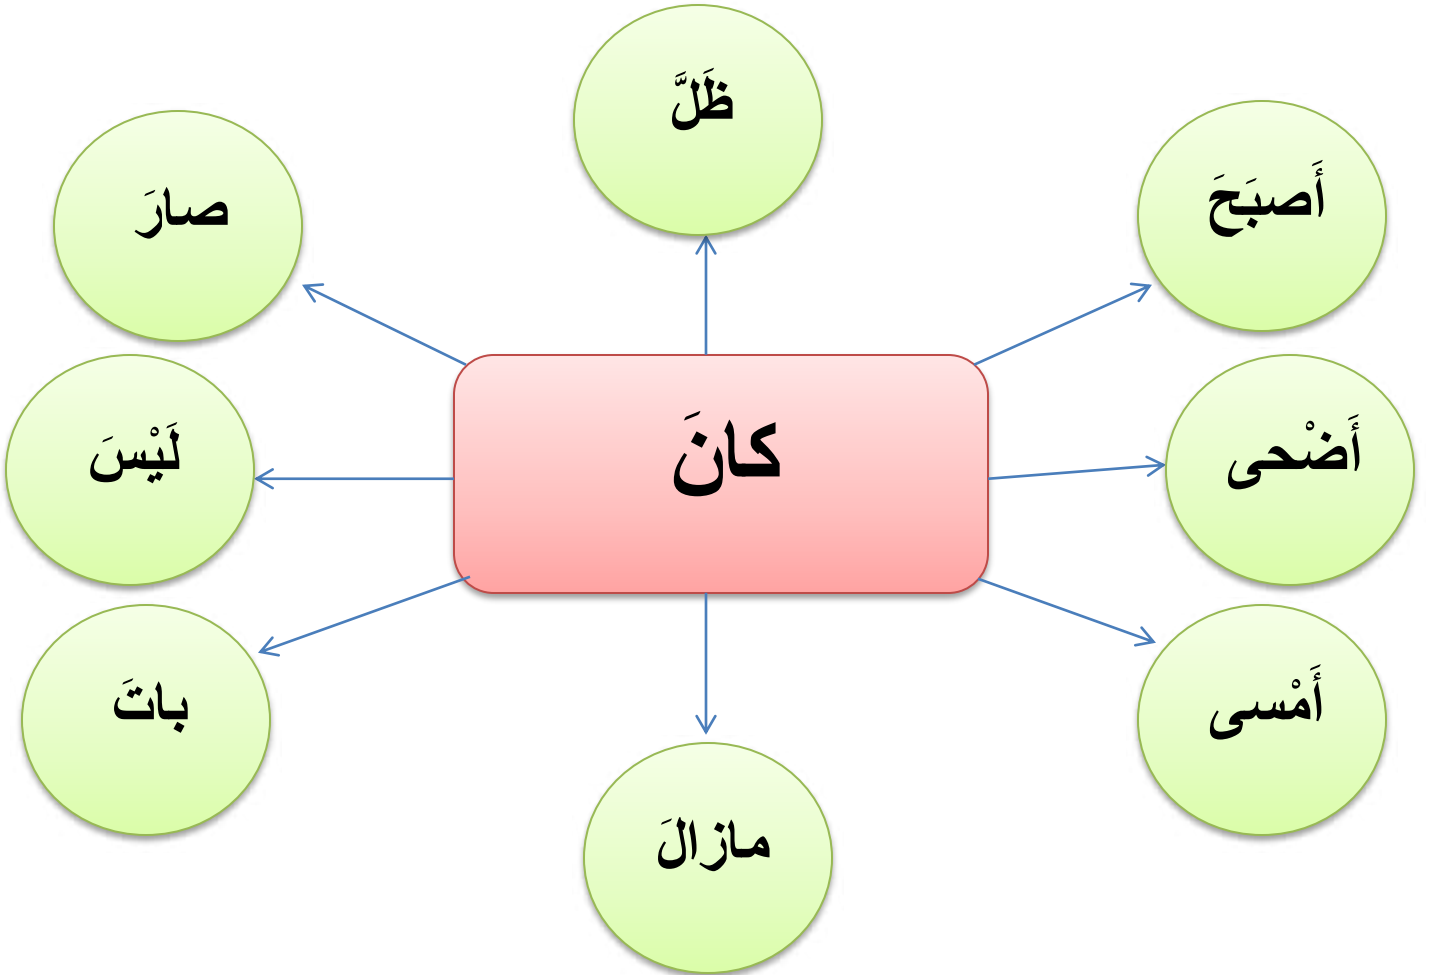 ظَلَّ
أَصبَحَ
صارَ
كانَ
أَضْحى
لَيْسَ
أَمْسى
باتَ
مازالَ